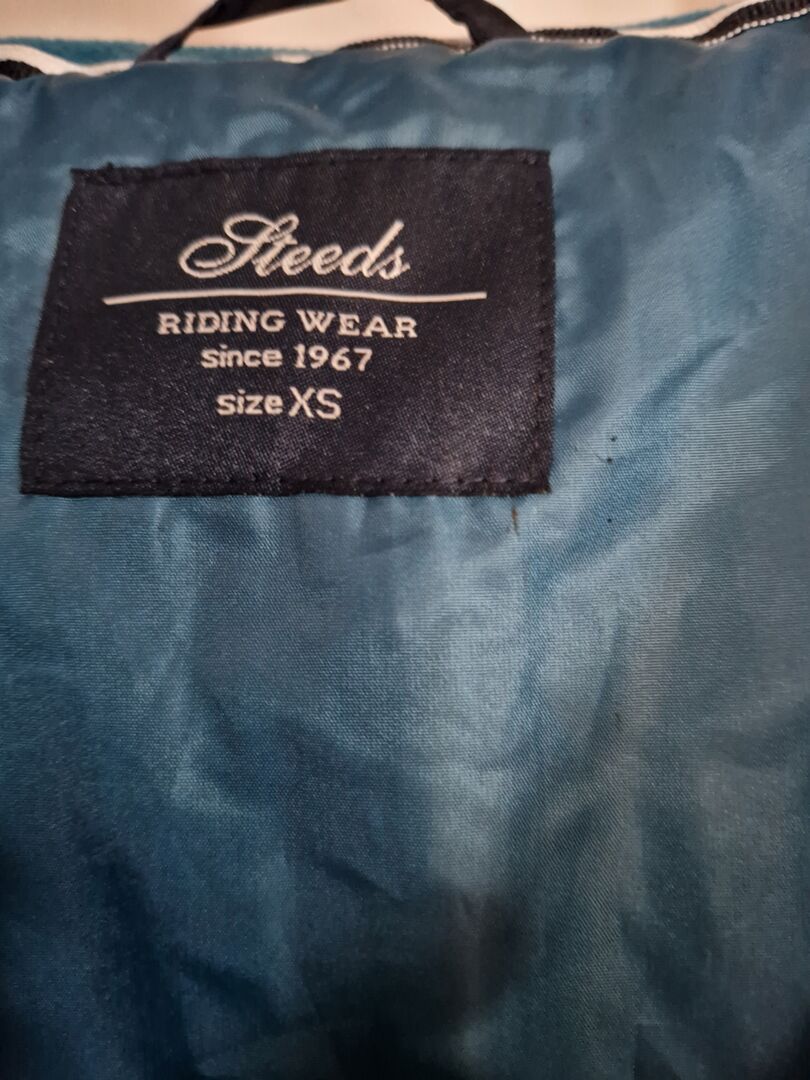 Steeds
RIDING WEAR
since 1967
size XS